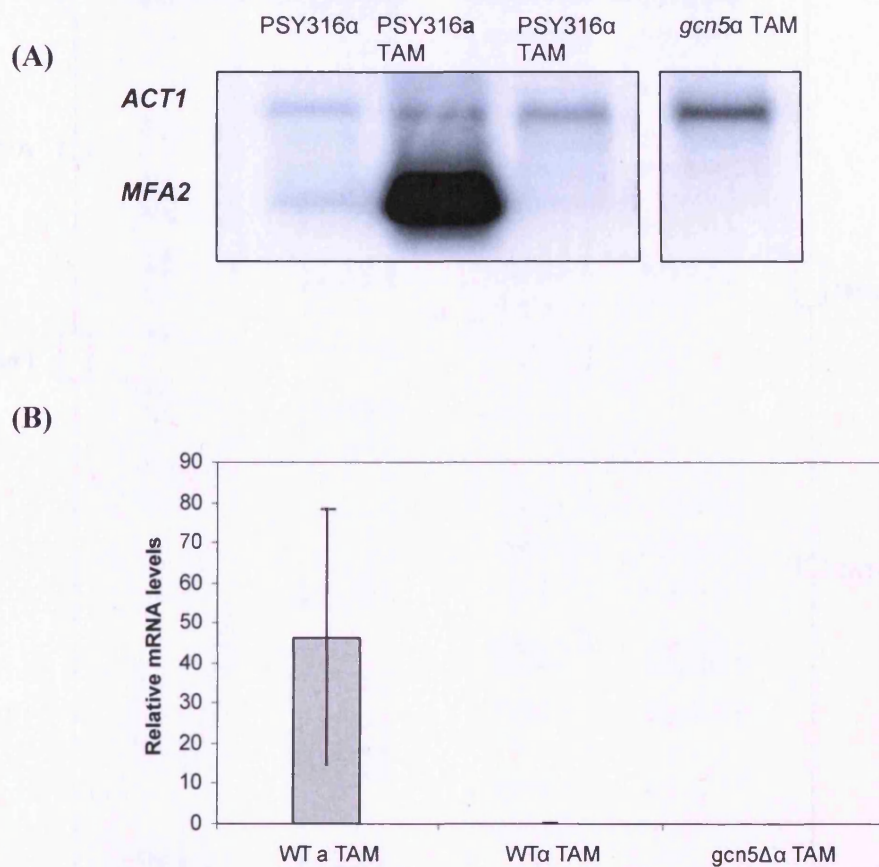 PSY316α PSY316a PSY316α gcn5α TAM
TAM TAM
(A)
ACT1
MFA2
(B)
90
80
70
60
50
40
30
20
10
0
Relative mRNA levels
WT a TAM WTα TAM gcn5Δα TAM